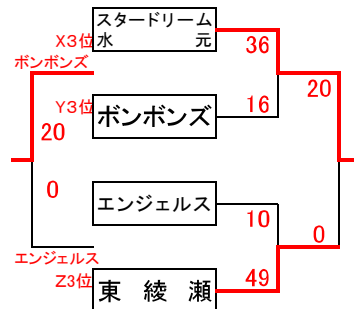 スタードリーム
水　元
X3位
36
ボンボンズ
20
Y3位
ボンボンズ
16
20
0
エンジェルス
10
0
エンジェルス
Z3位
49
東　綾　瀬